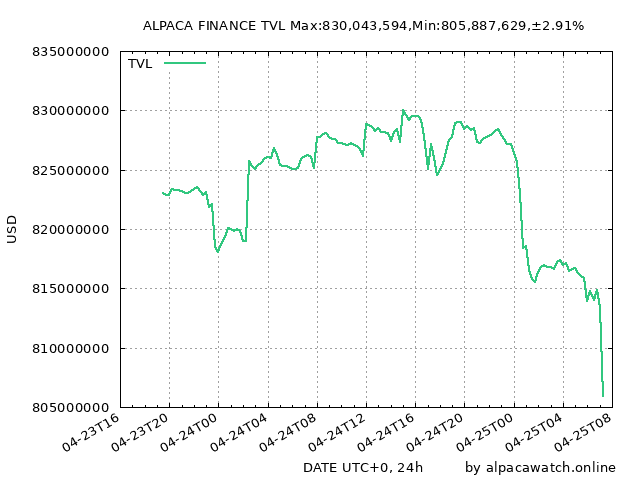 ALPACA FINANCE TVL Max:830,043,594,Min:805,887,629,±2.91%
TVL
835000000
830000000
825000000
820000000
815000000
810000000
805000000
USD
04-23T16
04-23T20
04-24T00
04-24T04
04-24T08
04-24T12
04-24T16
04-24T20
04-25T00
04-25T04
04-25T08
DATE UTC+0, 24h
by alpacawatch.online